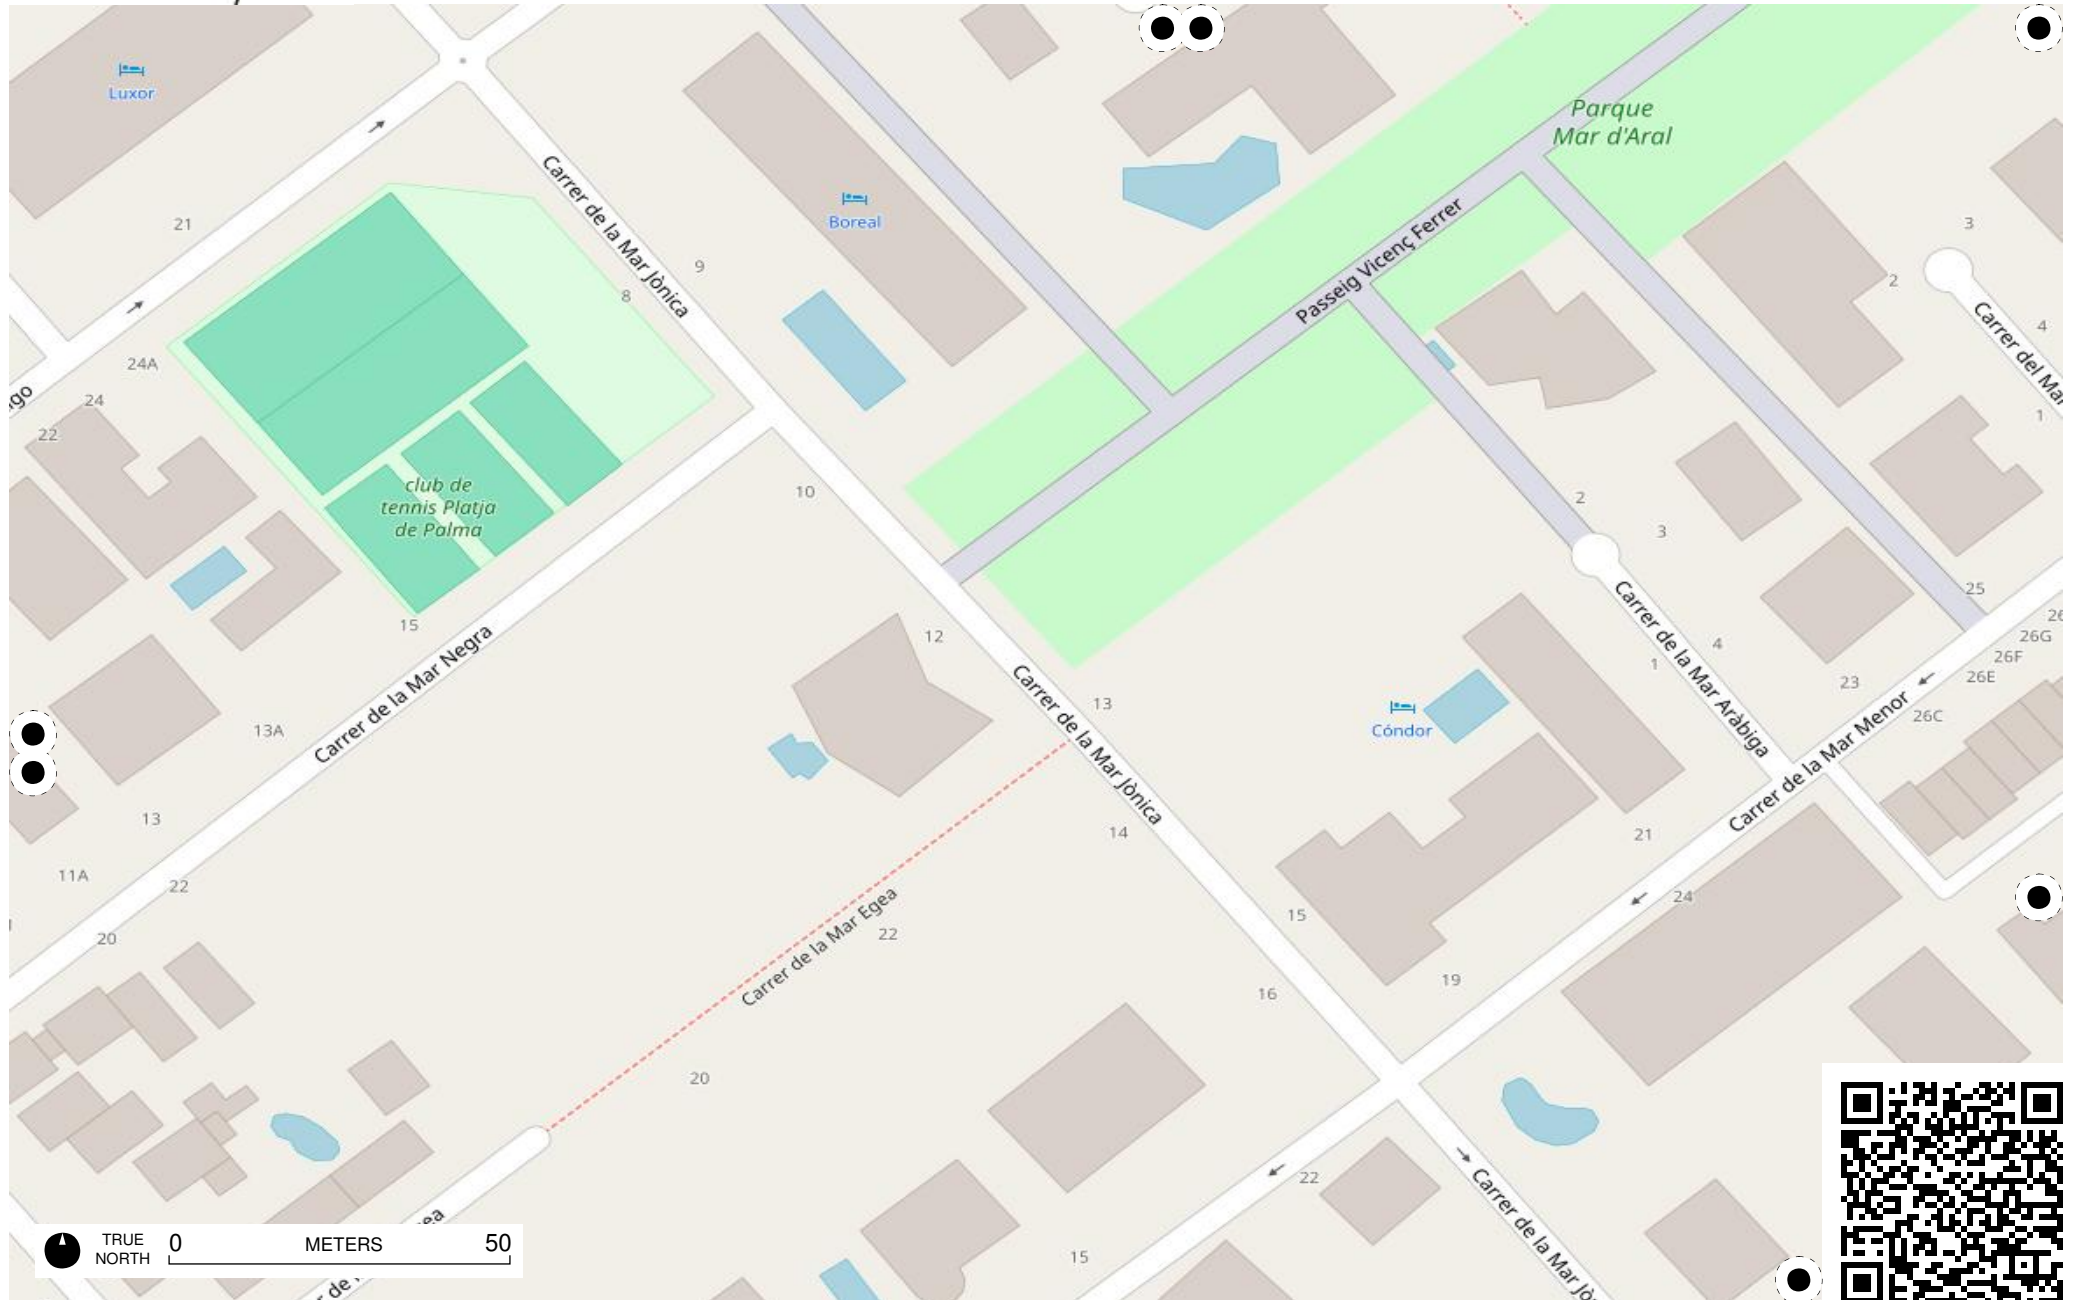 Luxor
Parque
Mar d'Aral
21
Boreal
Carrer de la Mar Jònica
9
8
Passeig Vicenç Ferrer
3
2
4
Carrer del Mar
1
24A
24
22
club de
tennis Platja
de Palma
10
2
3
15
12
25
26G
26F
26E
26C
Carrer de la Mar Negra
Carrer de la Mar Jònica
13
Cóndor
Carrer de la Mar Aràbiga
4
1
23
Carrer de la Mar Menor
13A
13
14
21
11A
22
20
24
15
Carrer de la Mar Egea
22
19
16
20
22
15
Carrer de la Mar Jò
TRUE
NORTH
0 METERS 50